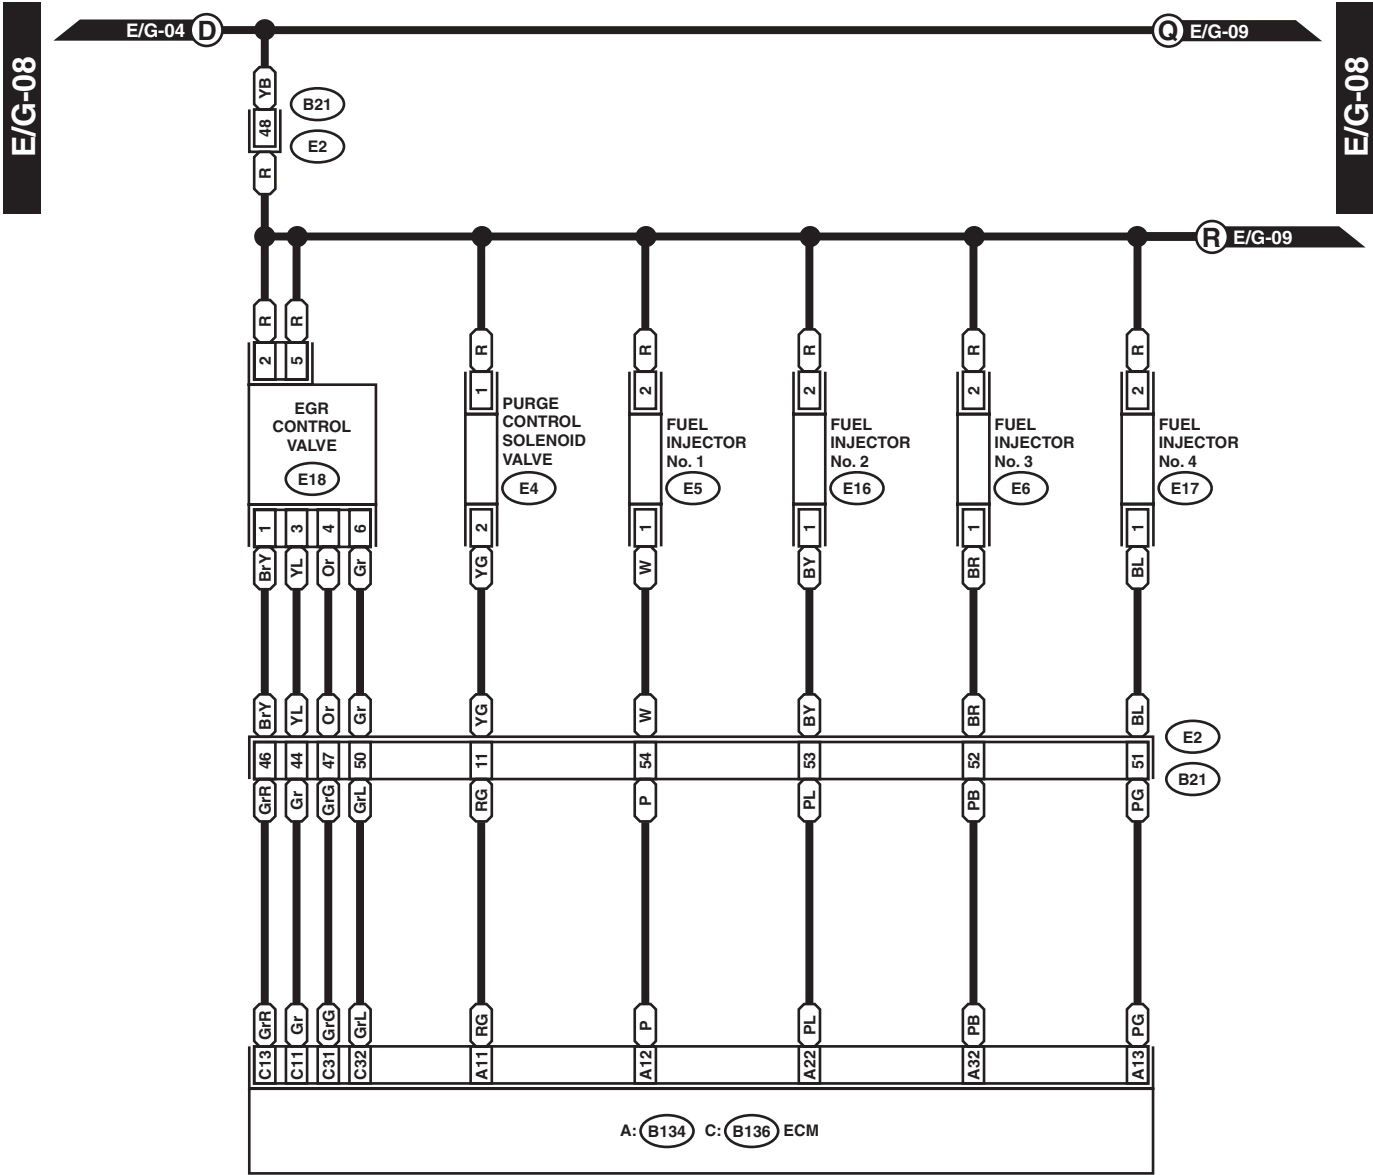 E/G-08
E/G-08
E/G-04 D
Q E/G-09
YB
48
R
B21
E2
R E/G-09
R R R R R R R
2 5 1 2 2 2 2
EGR
CONTROL
VALVE
E18
PURGE
CONTROL
SOLENOID
VALVE
E4
FUEL
INJECTOR
No. 1
E5
FUEL
INJECTOR
No. 2
E16
FUEL
INJECTOR
No. 3
E6
FUEL
INJECTOR
No. 4
E17
1 3 4 6 2 1 1 1 1
BrY YL Or Gr YG W BY BR BL
BrY YL Or Gr YG W BY BR BL
E2
46 44 47 50 11 54 53 52 51
B21
GrR Gr GrG GrL RG P PL PB PG
GrR Gr GrG GrL RG P PL PB PG
C13 C11 C31 C32 A11 A12 A22 A32 A13
A: B134 C: B136 ECM